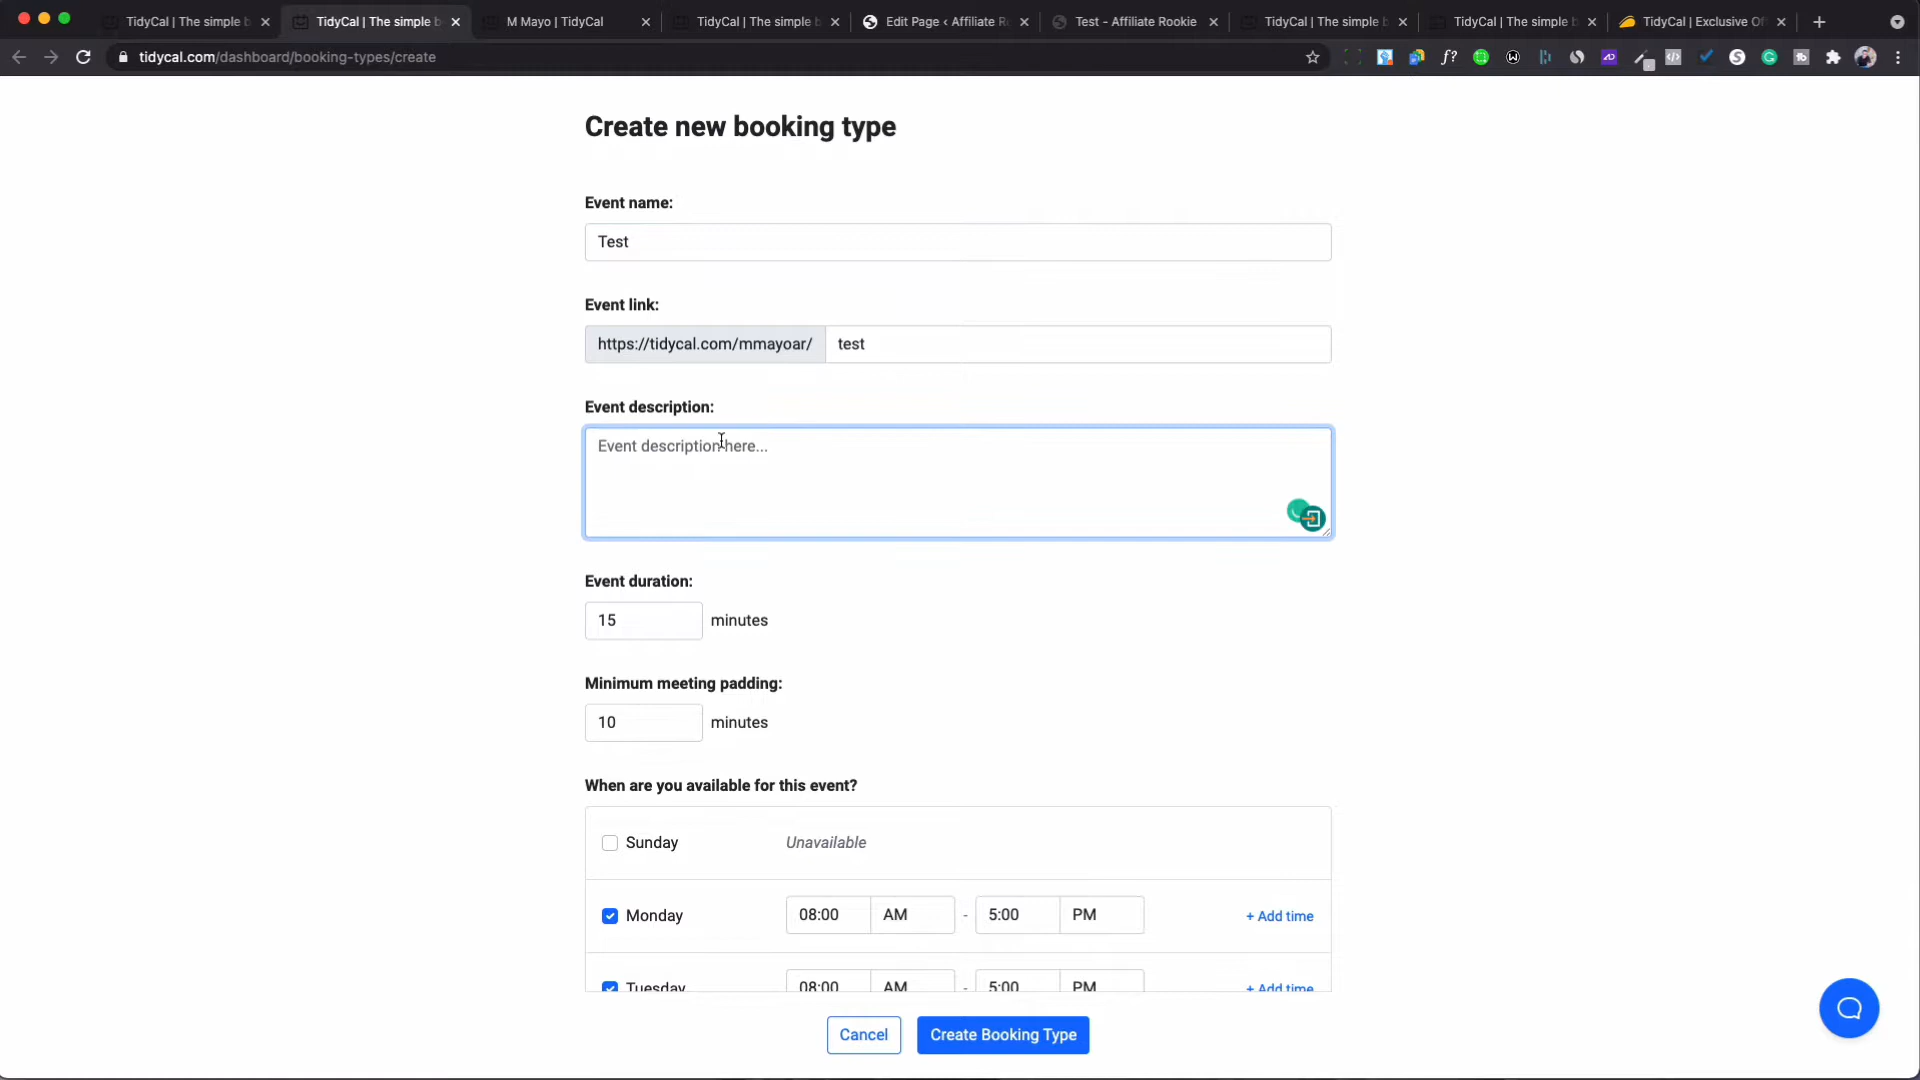 TidyCal | The simple b
TidyCal | The simple b
M Mayo | TidyCal
TidyCal | The simple b
Edit Page ‹ Affiliate R
Test - Affiliate Rookie
TidyCal | The simple b
TidyCal | The simple b
TidyCal | Exclusive Of
tidycal.com/dashboard/booking-types/create
Create new booking type
Event name:
Test
Event link:
https://tidycal.com/mmayoar/ test
Event description:
Event description here...
Event duration:
15 minutes
Minimum meeting padding:
10 minutes
When are you available for this event?
Sunday Unavailable
Monday 08:00 AM - 5:00 PM + Add time
Tuesday 08:00 AM - 5:00 PM + Add time
Cancel Create Booking Type